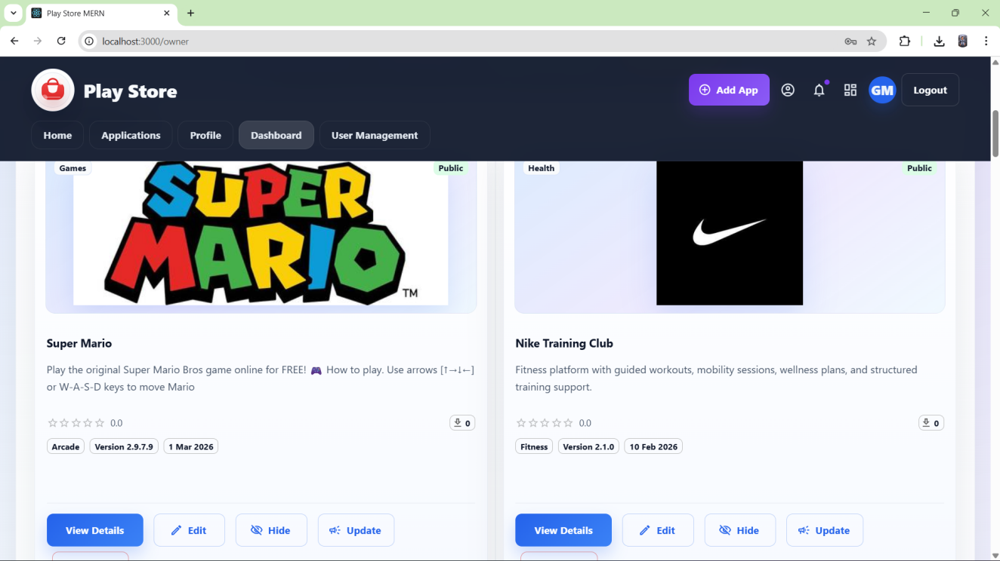 Play Store MERN
localhost:3000/owner
Play Store
Add App
GM
Logout
Home
Applications
Profile
Dashboard
User Management
Games
Public
SUPER
MARIO
TM
Health
Public
Super Mario
Play the original Super Mario Bros game online for FREE! 🎮 How to play. Use arrows [↑→↓←]
or W-A-S-D keys to move Mario
0.0
0
Arcade
Version 2.9.7.9
1 Mar 2026
View Details
Edit
Hide
Update
Nike Training Club
Fitness platform with guided workouts, mobility sessions, wellness plans, and structured
training support.
0.0
0
Fitness
Version 2.1.0
10 Feb 2026
View Details
Edit
Hide
Update